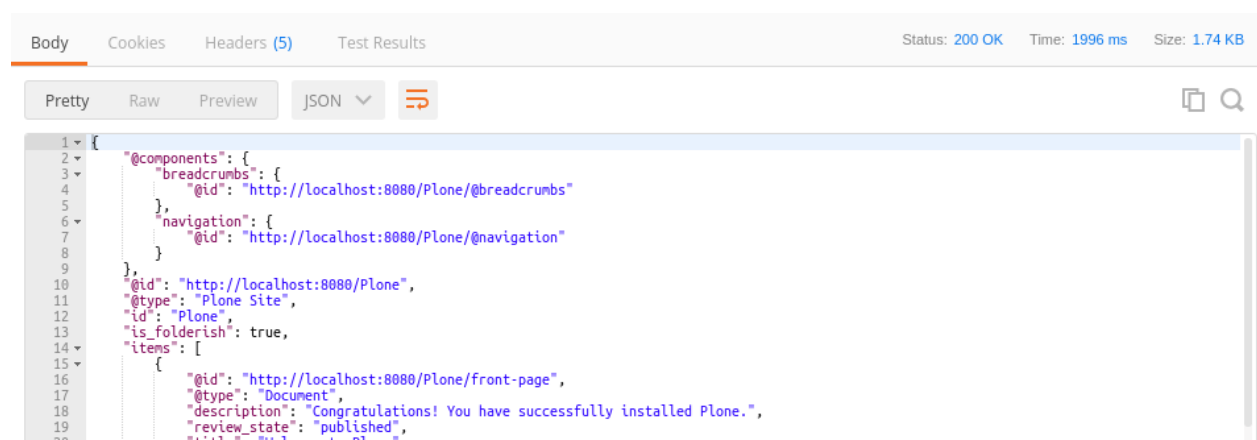 Body Cookies Headers (5) Test Results Status: 200 OK Time: 1996 ms Size: 1.74 KB
Pretty Raw Preview JSON
1 {
2 "@components": {
3 "breadcrumbs": {
4 "@id": "http://localhost:8080/Plone/@breadcrumbs"
5 },
6 "navigation": {
7 "@id": "http://localhost:8080/Plone/@navigation"
8 }
9 },
10 "@id": "http://localhost:8080/Plone",
11 "@type": "Plone Site",
12 "id": "Plone",
13 "is_folderish": true,
14 "items": [
15 {
16 "@id": "http://localhost:8080/Plone/front-page",
17 "@type": "Document",
18 "description": "Congratulations! You have successfully installed Plone.",
19 "review_state": "published",